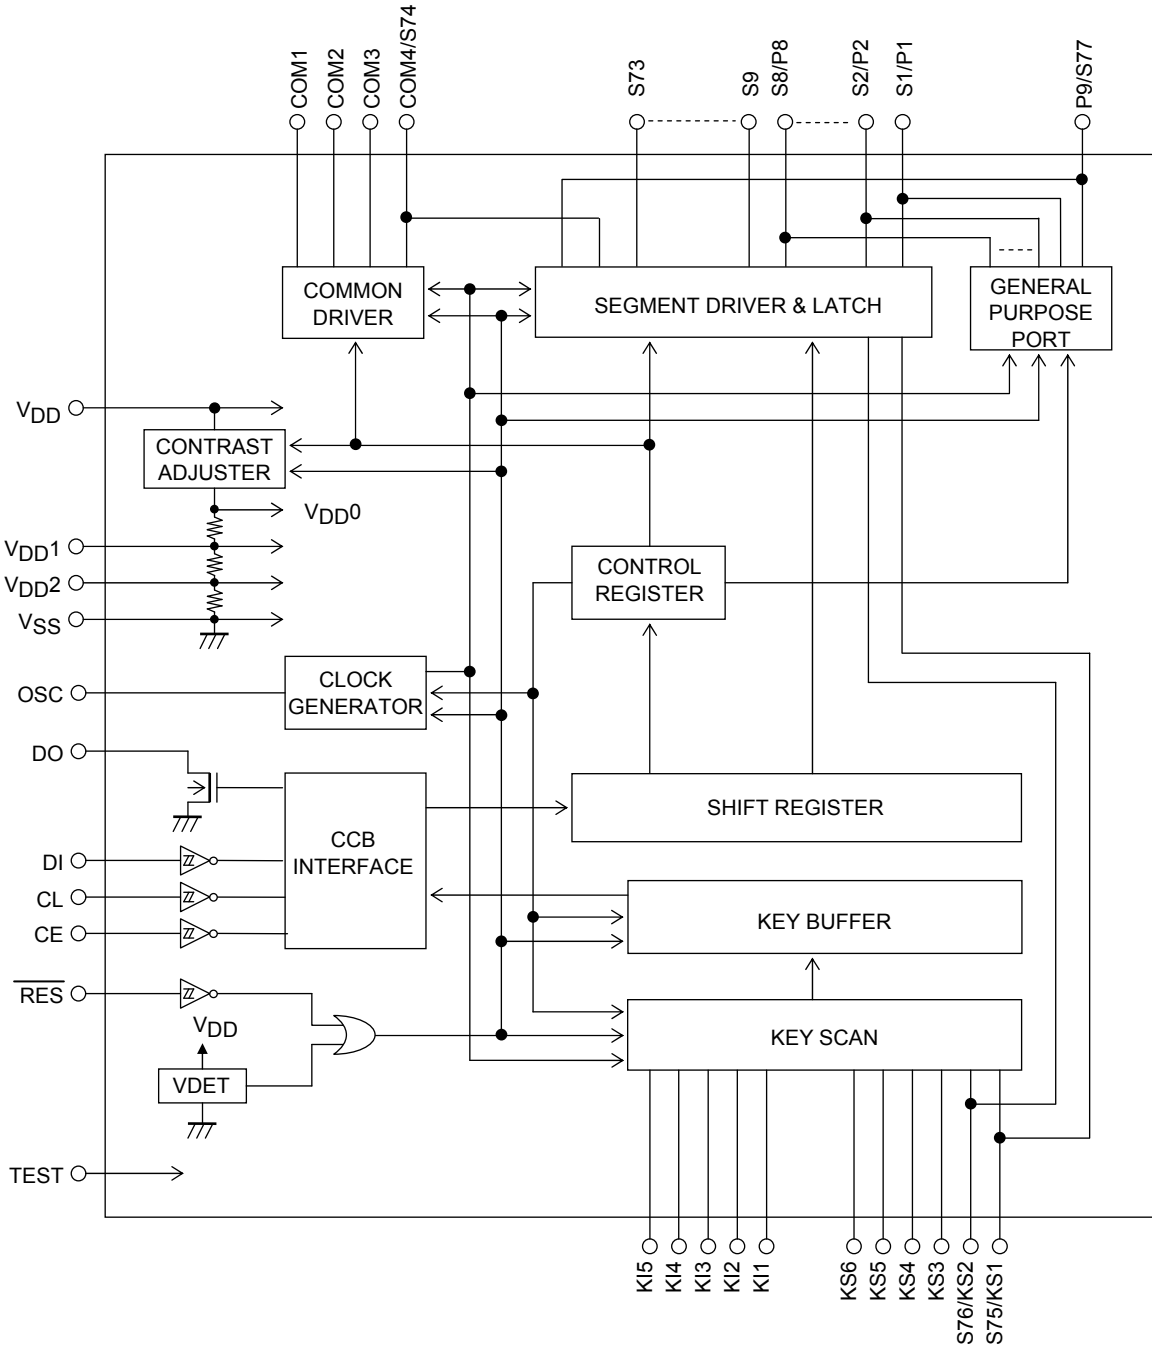 COM1
COM2
COM3
COM4/S74
S73
S9
S8/P8
S2/P2
S1/P1
P9/S77
COMMON
DRIVER
SEGMENT DRIVER & LATCH
GENERAL
PURPOSE
PORT
VDD
CONTRAST
ADJUSTER
VDD0
VDD1
VDD2
VSS
CONTROL
REGISTER
OSC
CLOCK
GENERATOR
DO
SHIFT REGISTER
CCB
INTERFACE
DI
CL
CE
KEY BUFFER
RES
VDD
KEY SCAN
VDET
TEST
KI5
KI4
KI3
KI2
KI1
KS6
KS5
KS4
KS3
S76/KS2
S75/KS1